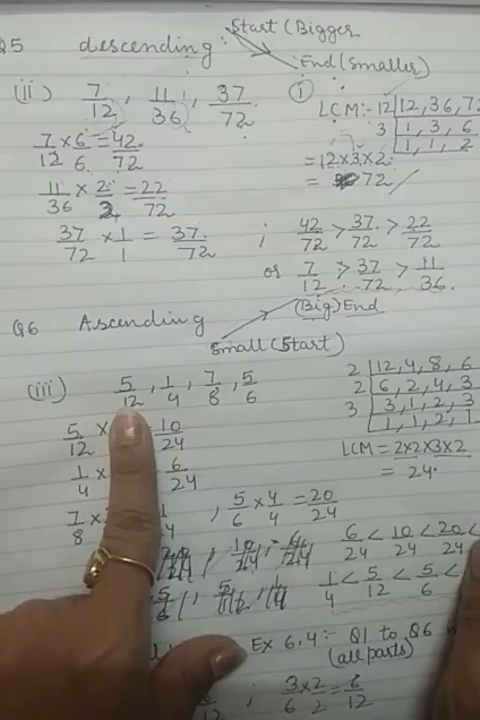 Q5 descending : Start (Bigger
End (Smaller)
(ii) 7/12 , 11/36 , 37/72
(i)
LCM:- 12 | 12, 36, 72
3 | 1, 3, 6
1, 1, 2
= 12×3×2
= 72
7/12 × 6/6 = 42/72
11/36 × 2/2 = 22/72
37/72 × 1/1 = 37/72 ; 42/72 > 37/72 > 22/72
or 7/12 > 37/72 > 11/36.
(Big) End
Q6 Ascending
Small (Start)
(iii) 5/12 , 1/4 , 7/8 , 5/6
2 | 12, 4, 8, 6
2 | 6, 2, 4, 3
3 | 3, 1, 2, 3
1, 1, 2, 1
LCM = 2×2×3×2
= 24.
5/12 × 10/24
1/4 × 6/24
7/8 × , 5/6 × 4/4 = 20/24
6/24 < 10/24 < 20/24 <
1/4 < 5/12 < 5/6 <
Ex 6.4:- Q1 to Q6
(all parts)
12 ; 3×2/6 2 = 6/12